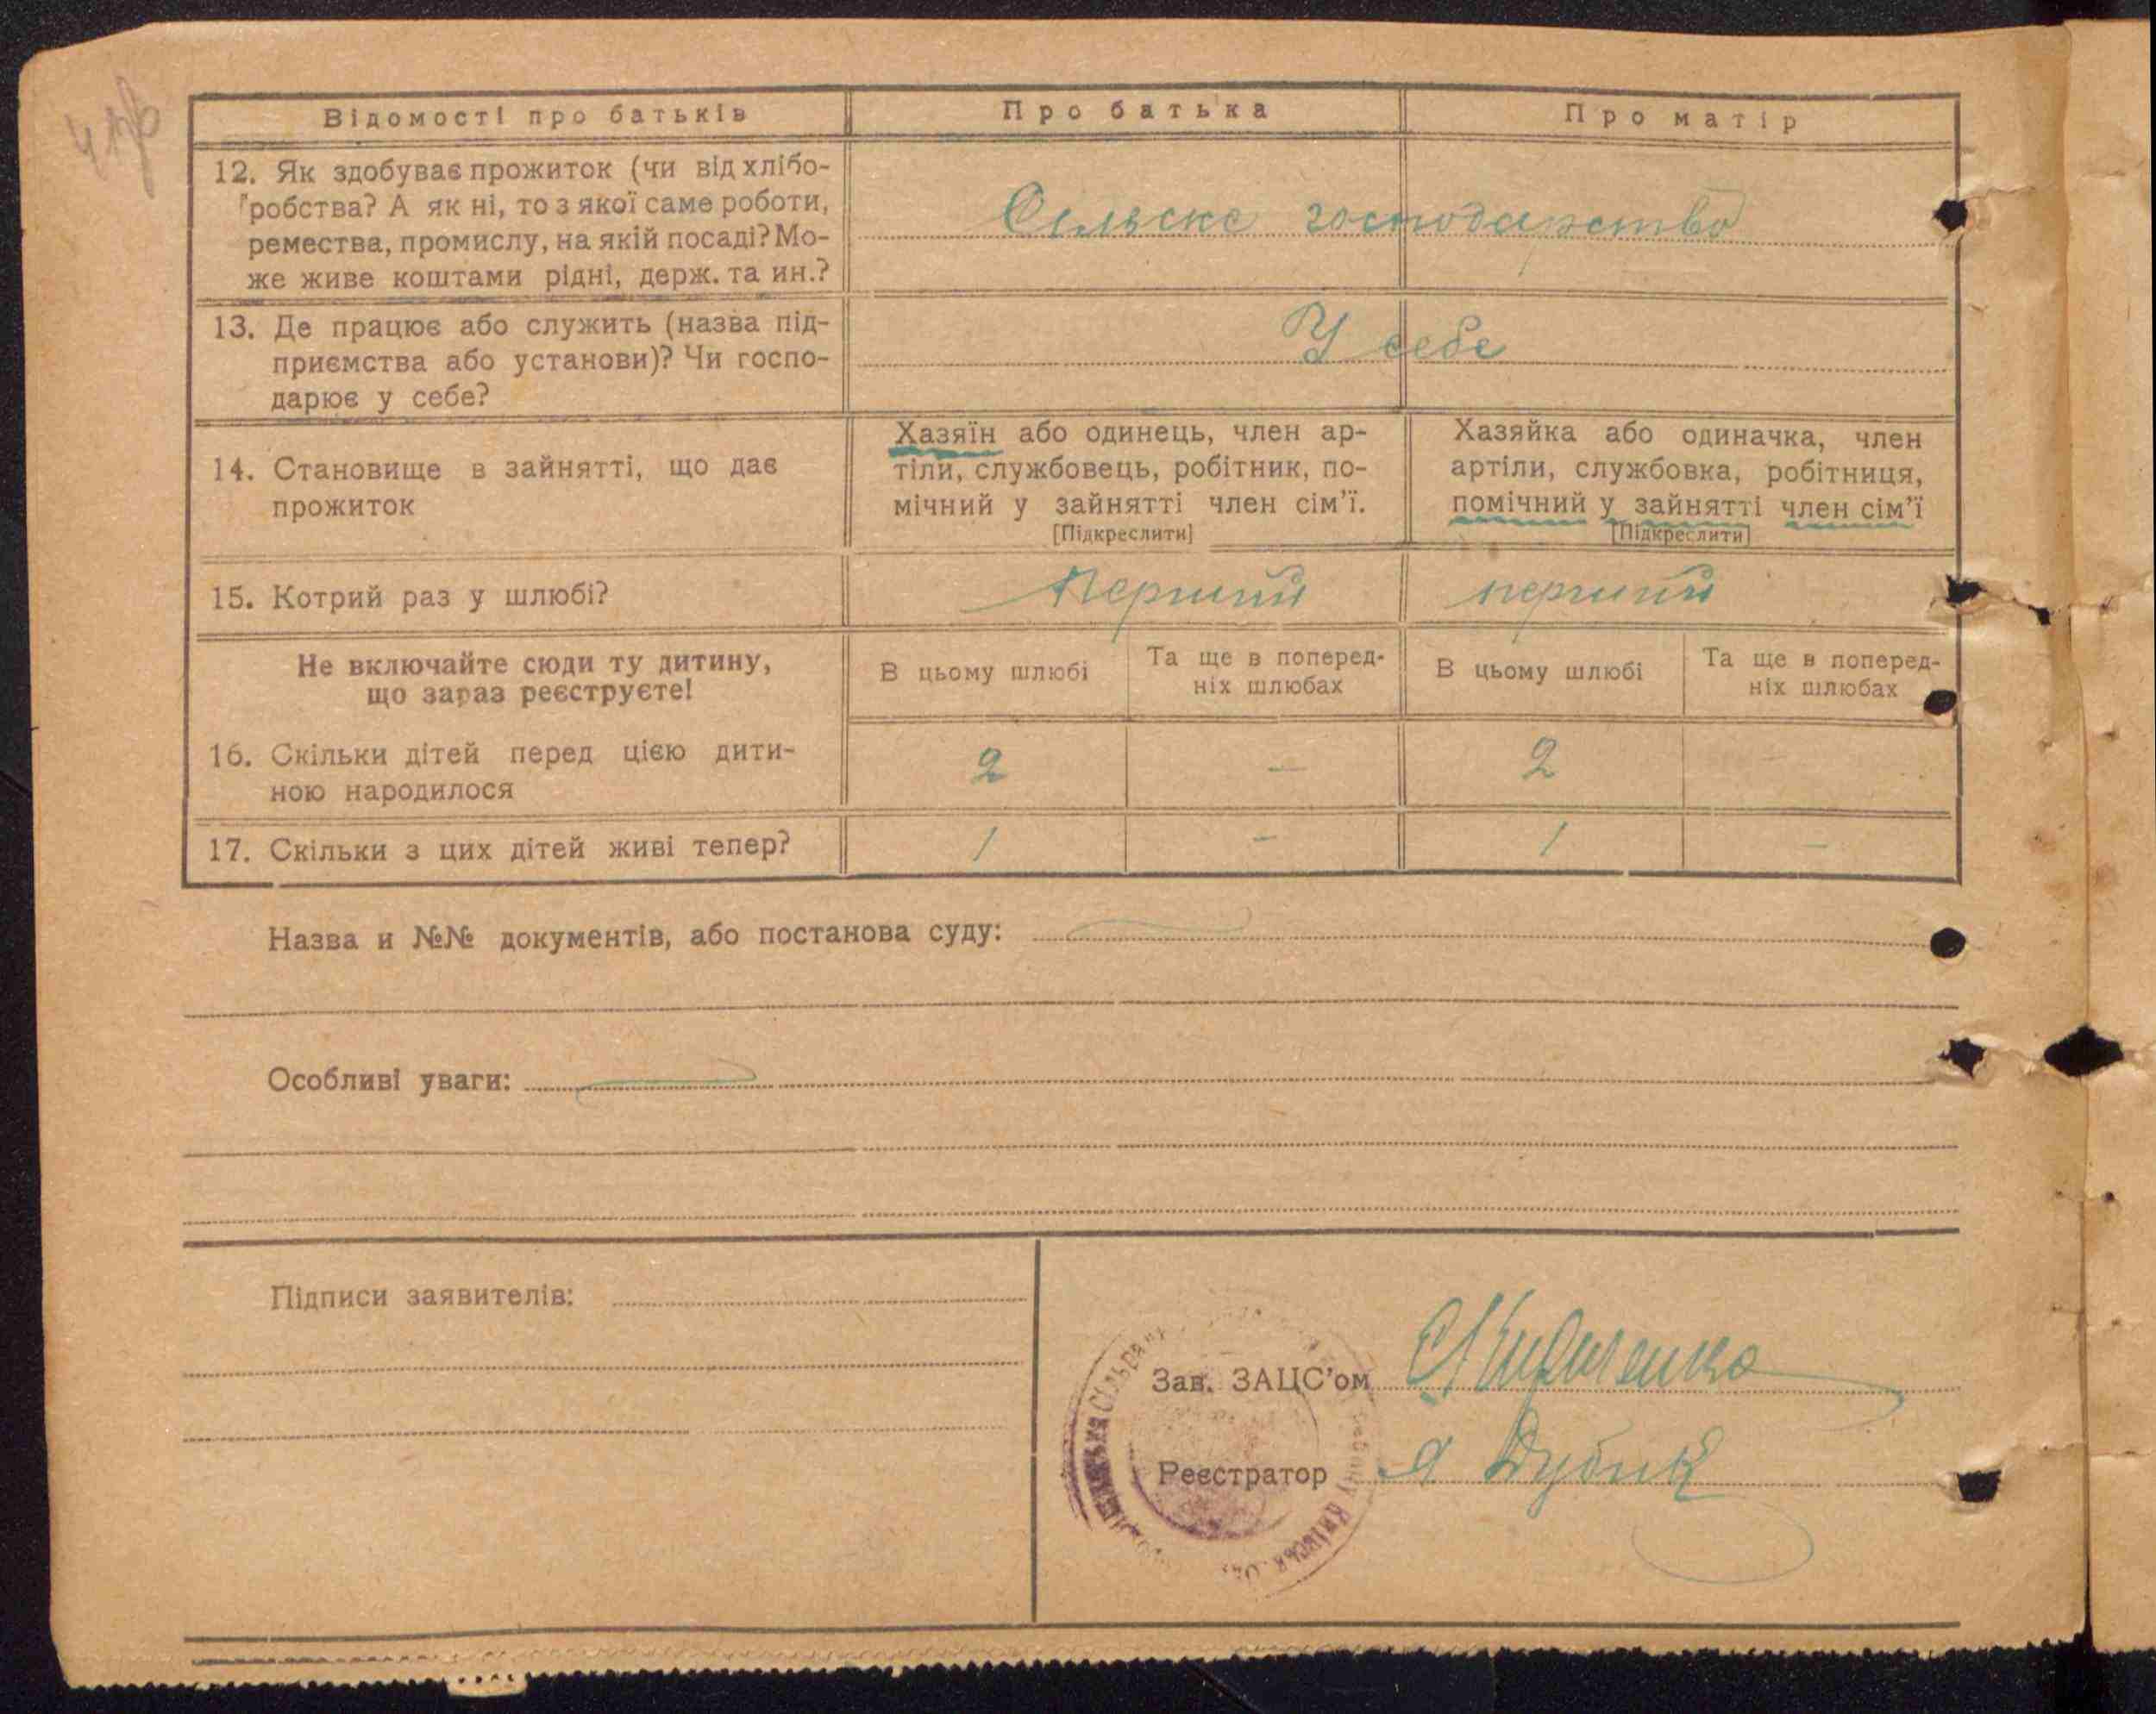 Відомості про батьків
Про батька
Про матір
12. Як здобуває прожиток (чи від хлібо-
робства? А як ні, то з якої саме роботи,
ремества, промислу, на якій посаді? Мо-
же живе коштами рідні, держ. та ин.?
Сільске господарство
13. Де працює або служить (назва під-
приємства або установи)? Чи госпо-
дарює у себе?
У себе
14. Становище в зайнятті, що дає
прожиток
Хазяїн або одинець, член ар-
тіли, службовець, робітник, по-
мічний у зайнятті член сім'ї.
[Підкреслити]
Хазяйка або одиначка, член
артіли, службовка, робітниця,
помічний у зайнятті член сім'ї
[Підкреслити]
15. Котрий раз у шлюбі?
Перший
перший
Не включайте сюди ту дитину,
що зараз реєструєте!
В цьому шлюбі
Та ще в поперед-
ніх шлюбах
В цьому шлюбі
Та ще в поперед-
ніх шлюбах
16. Скільки дітей перед цією дити-
ною народилося
2 — 2 —
17. Скільки з цих дітей живі тепер?
1 — 1 —
Назва и №№ документів, або постанова суду:
Особливі уваги:
Підписи заявителів:
Зав. ЗАЦС'ом
Реєстратор Я Дубик